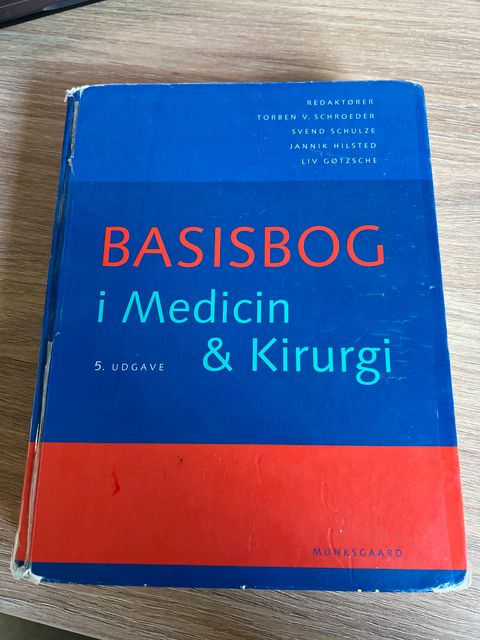 REDAKTØRER
TORBEN V. SCHROEDER
SVEND SCHULZE
JANNIK HILSTED
LIV GØTZSCHE
BASISBOG
i Medicin
5. UDGAVE & Kirurgi
MUNKSGAARD